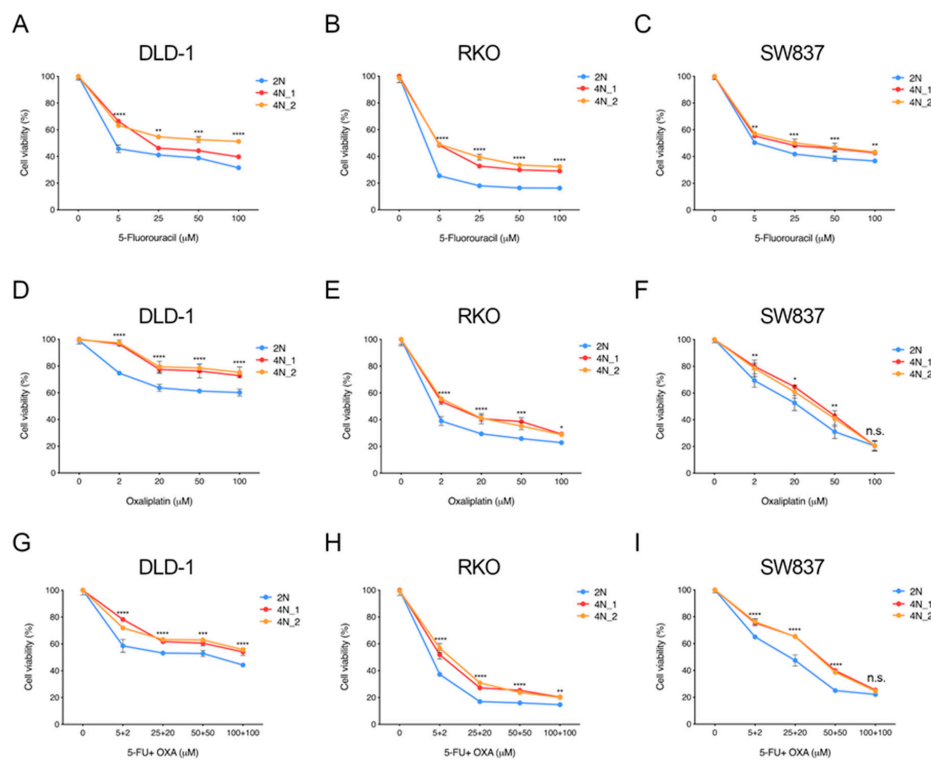 A
DLD-1
100
80
60
40
20
0
Cell viability (%)
****
**
***
****
2N
4N_1
4N_2
0 5 25 50 100
5-Fluorouracil (μM)
B
RKO
100
80
60
40
20
0
Cell viability (%)
****
****
****
****
2N
4N_1
4N_2
0 5 25 50 100
5-Fluorouracil (μM)
C
SW837
100
80
60
40
20
0
Cell viability (%)
**
***
***
**
2N
4N_1
4N_2
0 5 25 50 100
5-Fluorouracil (μM)
D
DLD-1
100
80
60
40
20
0
Cell viability (%)
****
****
****
****
2N
4N_1
4N_2
0 2 20 50 100
Oxaliplatin (μM)
E
RKO
100
80
60
40
20
0
Cell viability (%)
****
****
***
*
2N
4N_1
4N_2
0 2 20 50 100
Oxaliplatin (μM)
F
SW837
100
80
60
40
20
0
Cell viability (%)
**
*
**
n.s.
2N
4N_1
4N_2
0 2 20 50 100
Oxaliplatin (μM)
G
DLD-1
100
80
60
40
20
0
Cell viability (%)
****
****
***
****
2N
4N_1
4N_2
0 5+2 25+20 50+50 100+100
5-FU+ OXA (μM)
H
RKO
100
80
60
40
20
0
Cell viability (%)
****
****
****
**
2N
4N_1
4N_2
0 5+2 25+20 50+50 100+100
5-FU+ OXA (μM)
I
SW837
100
80
60
40
20
0
Cell viability (%)
****
****
****
n.s.
2N
4N_1
4N_2
0 5+2 25+20 50+50 100+100
5-FU+ OXA (μM)